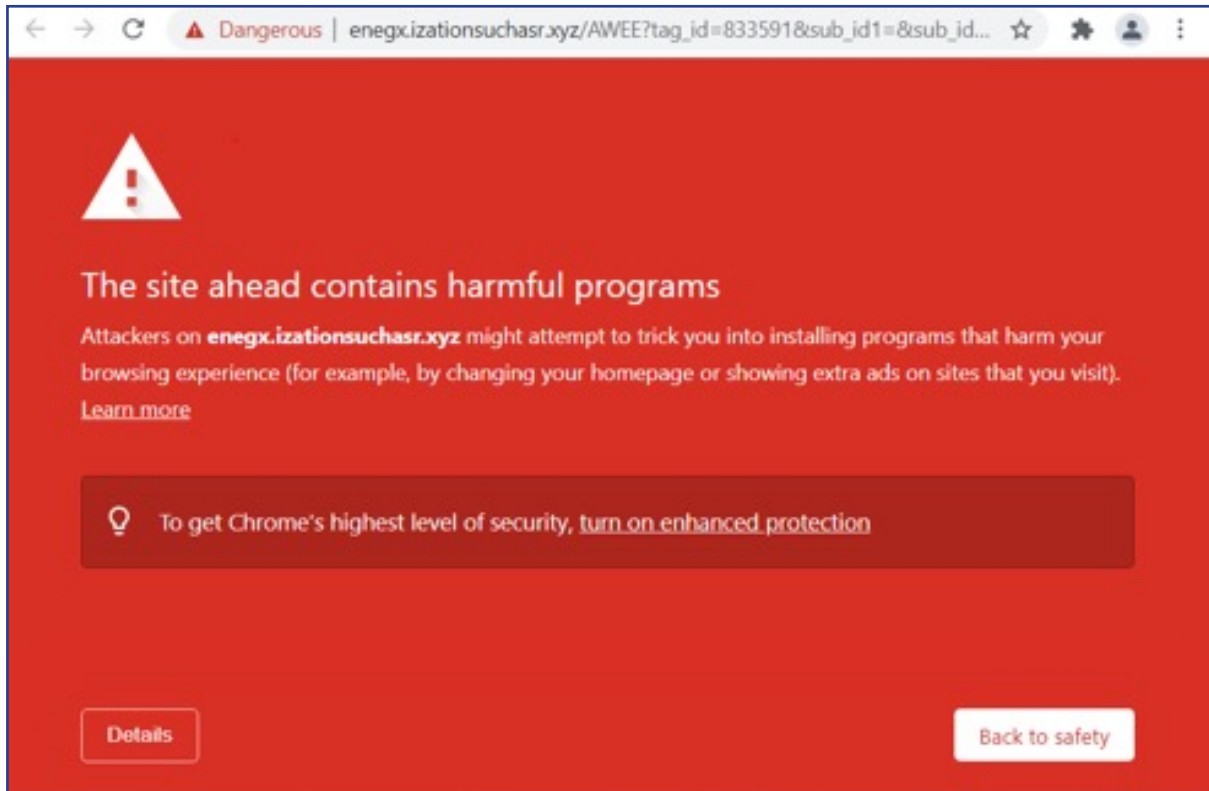 Dangerous | enegx.izationsuchasr.xyz/AWEE?tag_id=833591&sub_id1=&sub_id...
!
The site ahead contains harmful programs
Attackers on enegx.izationsuchasr.xyz might attempt to trick you into installing programs that harm your
browsing experience (for example, by changing your homepage or showing extra ads on sites that you visit).
Learn more
To get Chrome's highest level of security, turn on enhanced protection
Details
Back to safety